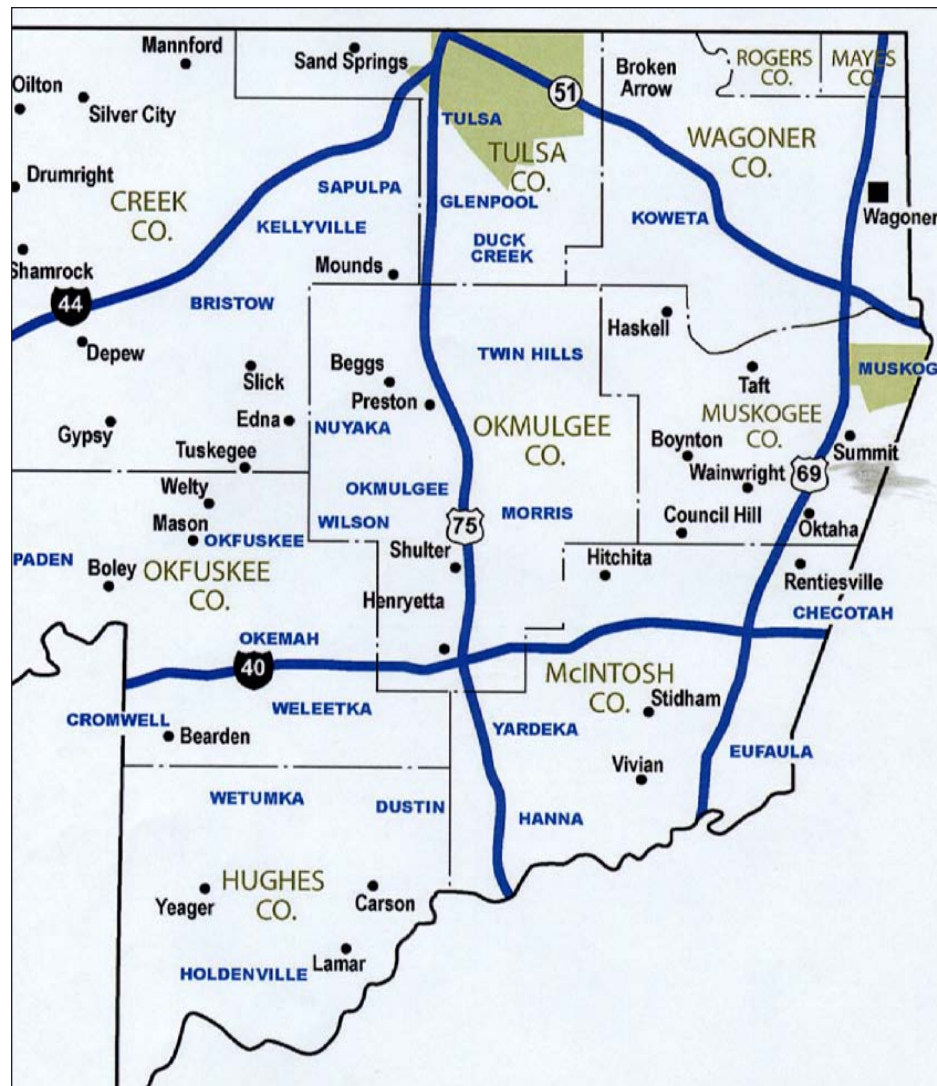 Mannford
Sand Springs
Broken
Arrow
ROGERS
CO.
MAYES
CO.
Oilton
Silver City
51
TULSA
TULSA
CO.
WAGONER
CO.
Drumright
CREEK
CO.
SAPULPA
GLENPOOL
KELLYVILLE
KOWETA
Wagoner
DUCK
CREEK
Shamrock
Mounds
44
BRISTOW
Haskell
Depew
Slick
Beggs
TWIN HILLS
Taft
MUSKOG
Preston
Edna
NUYAKA
Gypsy
OKMULGEE
CO.
MUSKOGEE
CO.
Boynton
Summit
Tuskegee
Wainwright
69
Welty
OKMULGEE
Mason
WILSON
75
MORRIS
Council Hill
Oktaha
OKFUSKEE
PADEN
Boley
OKFUSKEE
CO.
Shulter
Hitchita
Rentiesville
Henryetta
CHECOTAH
OKEMAH
40
McINTOSH
CO.
Stidham
WELEETKA
CROMWELL
Bearden
YARDEKA
EUFAULA
Vivian
WETUMKA
DUSTIN
HANNA
HUGHES
CO.
Yeager
Carson
Lamar
HOLDENVILLE